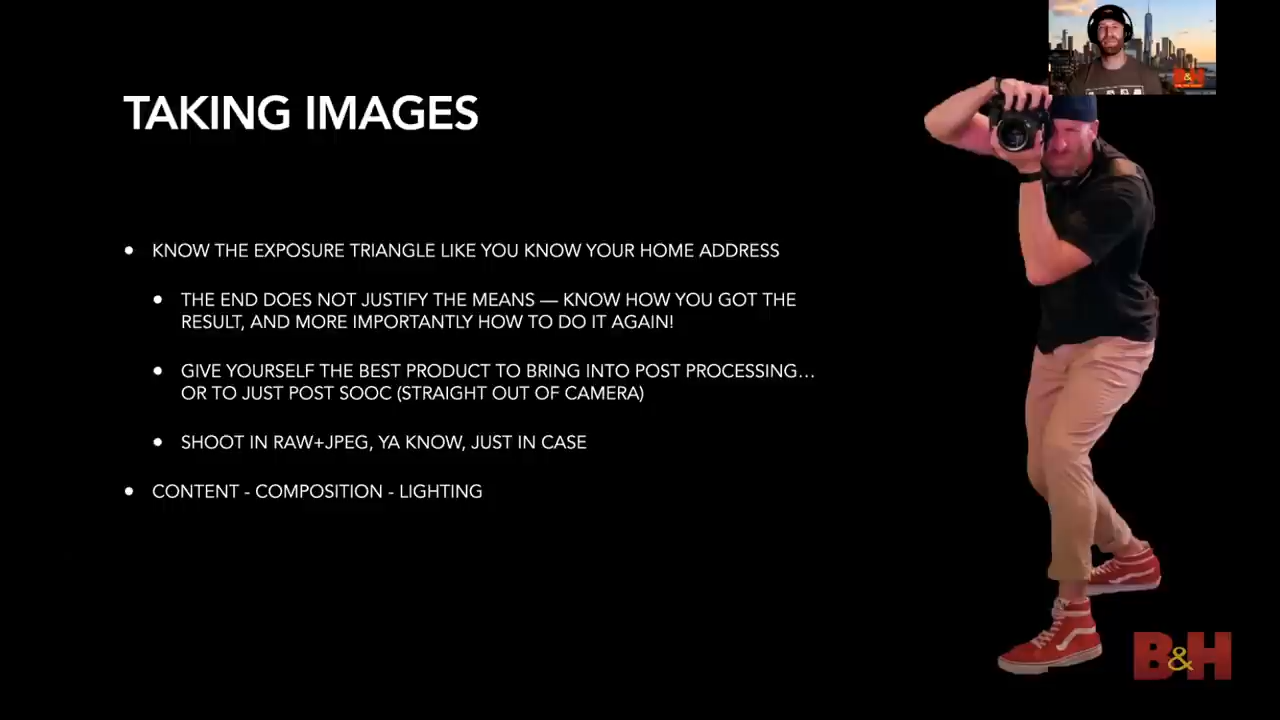 TAKING IMAGES
• KNOW THE EXPOSURE TRIANGLE LIKE YOU KNOW YOUR HOME ADDRESS
• THE END DOES NOT JUSTIFY THE MEANS — KNOW HOW YOU GOT THE
RESULT, AND MORE IMPORTANTLY HOW TO DO IT AGAIN!
• GIVE YOURSELF THE BEST PRODUCT TO BRING INTO POST PROCESSING…
OR TO JUST POST SOOC (STRAIGHT OUT OF CAMERA)
• SHOOT IN RAW+JPEG, YA KNOW, JUST IN CASE
• CONTENT - COMPOSITION - LIGHTING
B&H
B&H